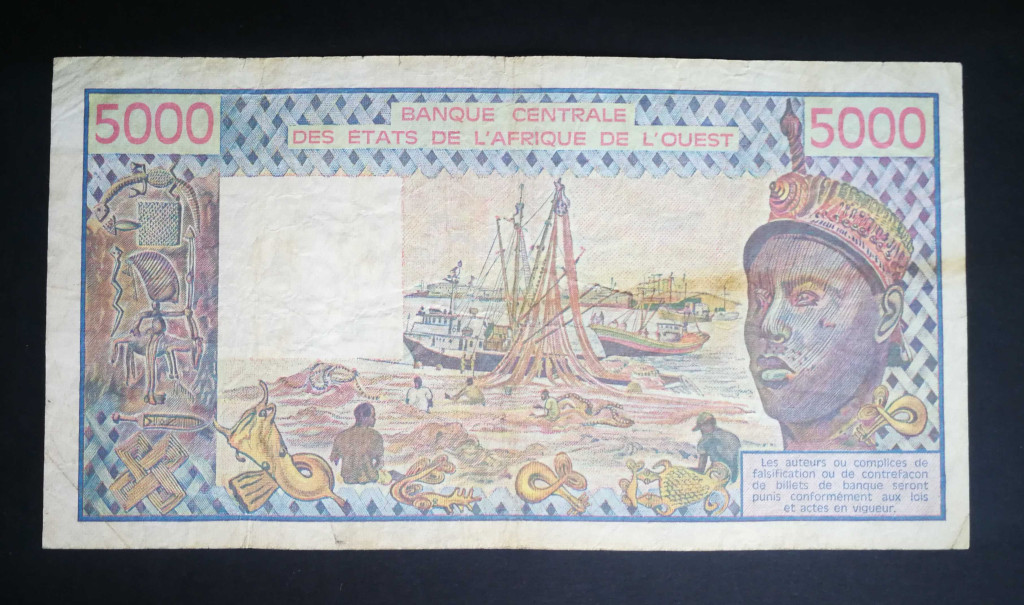 5000
BANQUE CENTRALE
DES ÉTATS DE L'AFRIQUE DE L'OUEST
5000
Les auteurs ou complices de
falsification ou de contrefaçon
de billets de banque seront
punis conformément aux lois
et actes en vigueur.